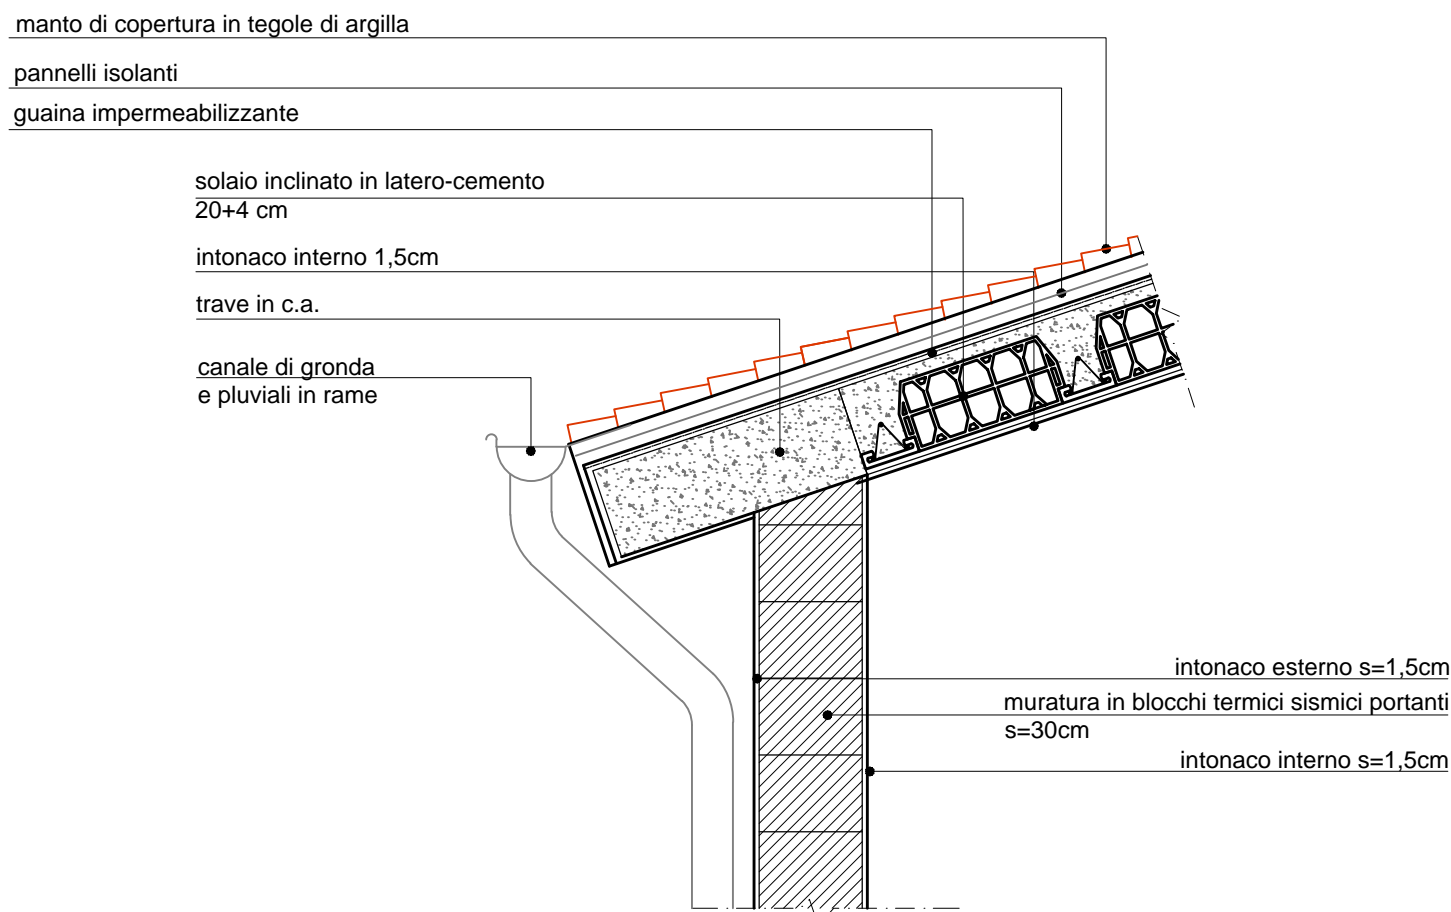 manto di copertura in tegole di argilla
pannelli isolanti
guaina impermeabilizzante
solaio inclinato in latero-cemento
20+4 cm
intonaco interno 1,5cm
trave in c.a.
canale di gronda
e pluviali in rame
intonaco esterno s=1,5cm
muratura in blocchi termici sismici portanti
s=30cm
intonaco interno s=1,5cm